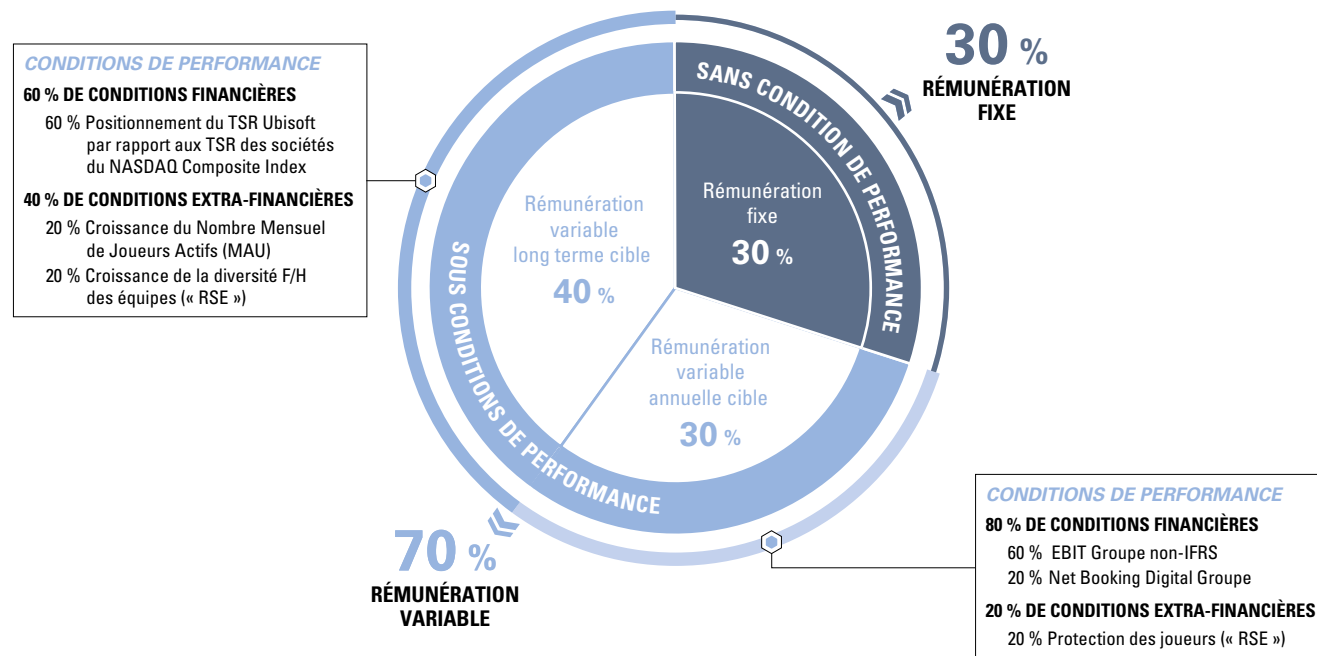 CONDITIONS DE PERFORMANCE
60 % DE CONDITIONS FINANCIÈRES
60 % Positionnement du TSR Ubisoft
par rapport aux TSR des sociétés
du NASDAQ Composite Index
40 % DE CONDITIONS EXTRA-FINANCIÈRES
20 % Croissance du Nombre Mensuel
de Joueurs Actifs (MAU)
20 % Croissance de la diversité F/H
des équipes (« RSE »)
30 %
RÉMUNÉRATION
FIXE
SANS CONDITION DE PERFORMANCE
Rémunération
fixe
30 %
Rémunération
variable
long terme cible
40 %
Rémunération
variable
annuelle cible
30 %
SOUS CONDITIONS DE PERFORMANCE
70 %
RÉMUNÉRATION
VARIABLE
CONDITIONS DE PERFORMANCE
80 % DE CONDITIONS FINANCIÈRES
60 % EBIT Groupe non-IFRS
20 % Net Booking Digital Groupe
20 % DE CONDITIONS EXTRA-FINANCIÈRES
20 % Protection des joueurs (« RSE »)